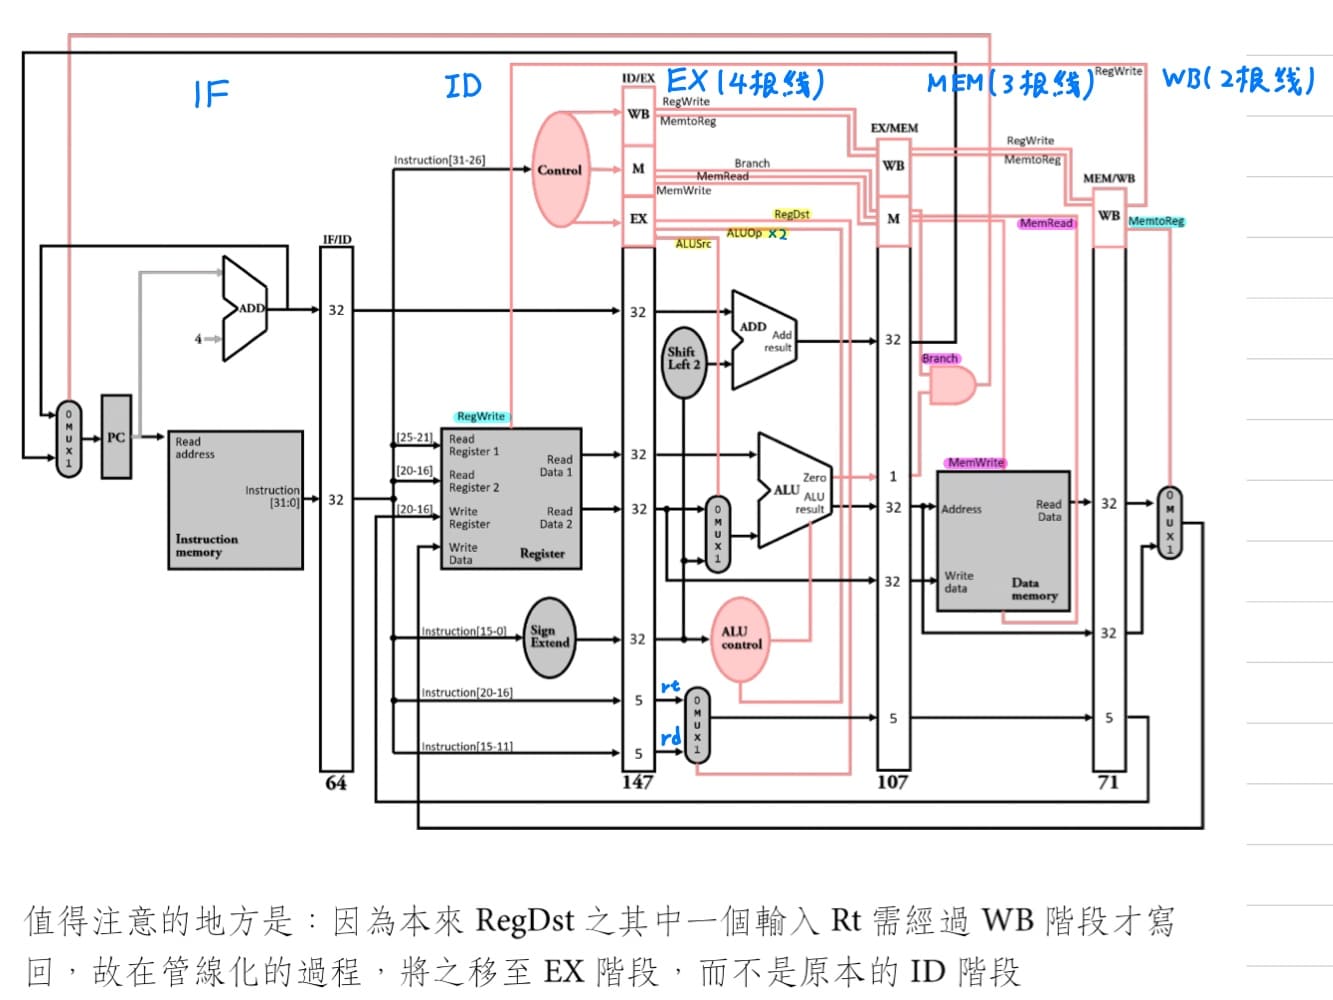 IF
ID
EX(4根线)
MEM(3根线)
WB(2根线)
RegWrite
ID/EX
WB
RegWrite
MemtoReg
EX/MEM
WB
RegWrite
MemtoReg
MEM/WB
WB
MemtoReg
Instruction[31-26]
Control
M
Branch
MemRead
MemWrite
EX
RegDst
ALUOp x2
ALUSrc
M
MemRead
IF/ID
ADD
4
32
32
Shift
Left 2
ADD
Add
result
32
Branch
RegWrite
0
M
U
X
1
PC
Read
address
Instruction
[31:0]
Instruction
memory
32
[25-21]
[20-16]
[20-16]
Read
Register 1
Read
Register 2
Write
Register
Write
Data
Read
Data 1
Read
Data 2
Register
32
32
0
M
U
X
1
ALU
Zero
ALU
result
1
32
32
MemWrite
Address
Read
Data
Write
data
Data
memory
32
32
0
M
U
X
1
Instruction[15-0]
Sign
Extend
32
ALU
control
Instruction[20-16]
5
rt
Instruction[15-11]
5
rd
0
M
U
X
1
5
5
64
147
107
71
值得注意的地方是：因為本來 RegDst 之其中一個輸入 Rt 需經過 WB 階段才寫
回，故在管線化的過程，將之移至 EX 階段，而不是原本的 ID 階段